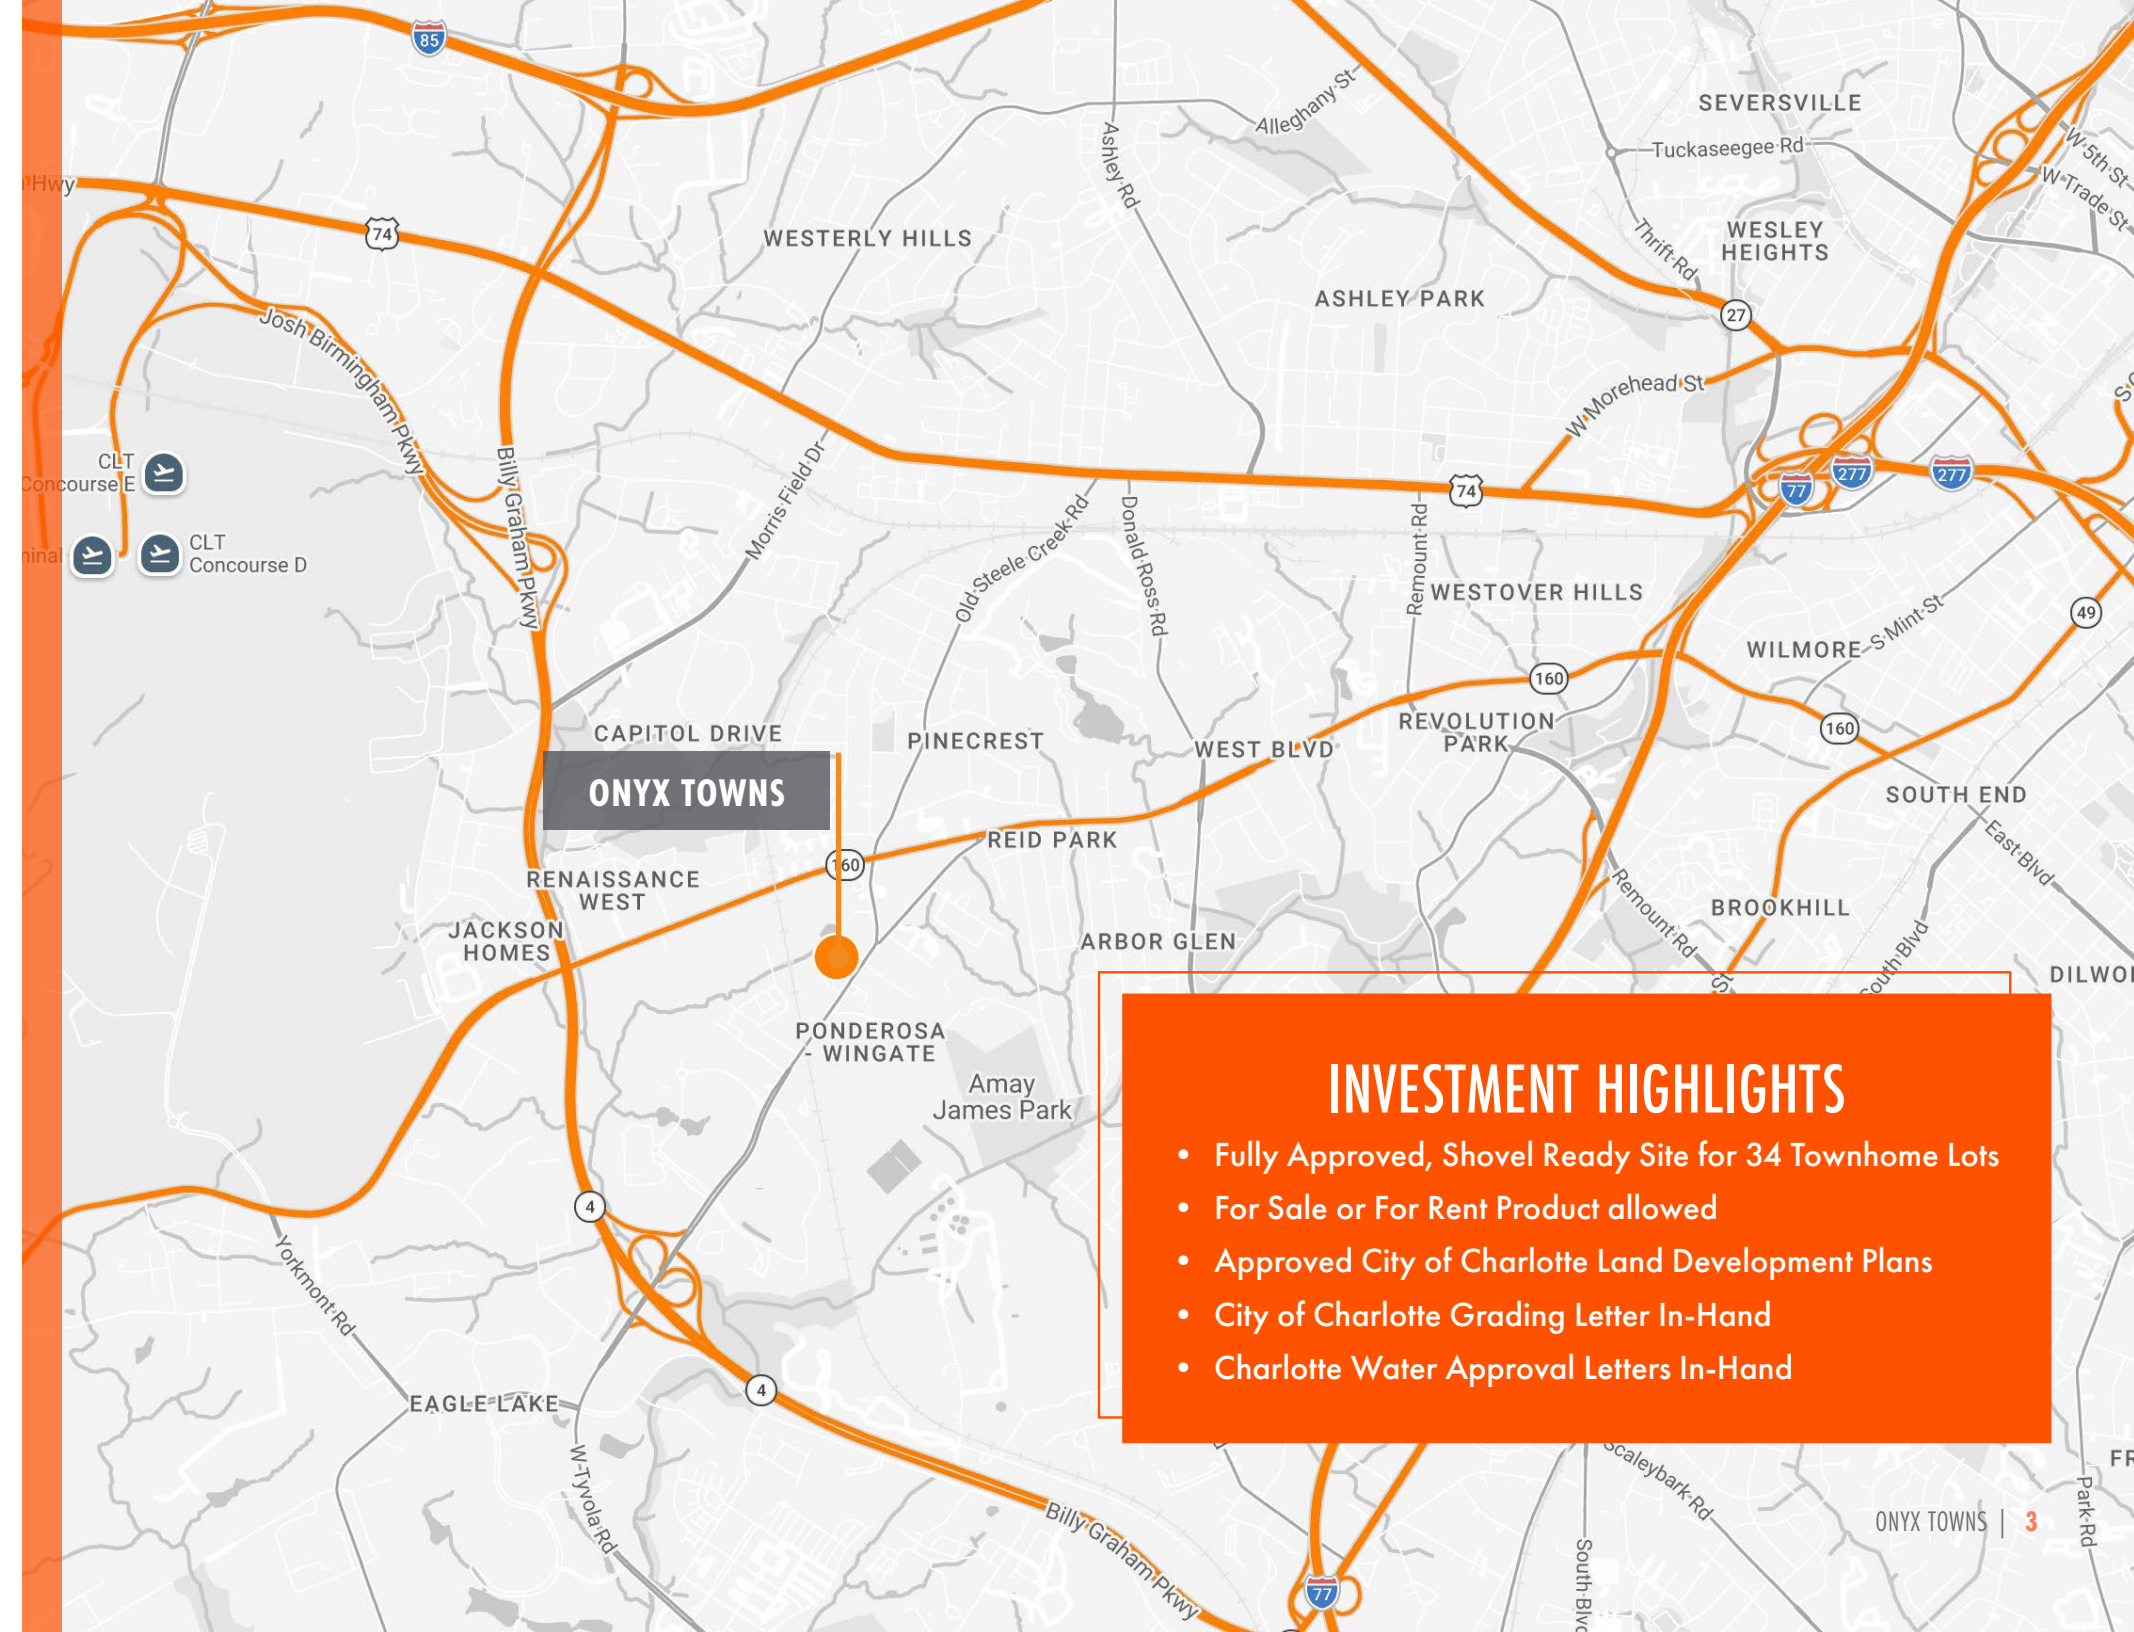 85
SEVERSVILLE
Alleghany St
Tuckaseegee Rd
W 5th St
W Trade St
Ashley Rd
Hwy
74
WESTERLY HILLS
Thrift Rd
WESLEY
HEIGHTS
ASHLEY PARK
27
Josh Birmingham Pkwy
W Morehead St
CLT
Concourse E
Billy Graham Pkwy
Morris Field Dr
74
77
277
277
CLT
Concourse D
Old Steele Creek Rd
Donald Ross Rd
Remount Rd
WESTOVER HILLS
49
WILMORE
S Mint St
160
CAPITOL DRIVE
PINECREST
WEST BLVD
REVOLUTION
PARK
160
ONYX TOWNS
SOUTH END
East Blvd
REID PARK
160
RENAISSANCE
WEST
Remount Rd
BROOKHILL
JACKSON
HOMES
ARBOR GLEN
South Blvd
St
PONDEROSA
- WINGATE
Amay
James Park
INVESTMENT HIGHLIGHTS
• Fully Approved, Shovel Ready Site for 34 Townhome Lots
• For Sale or For Rent Product allowed
• Approved City of Charlotte Land Development Plans
• City of Charlotte Grading Letter In-Hand
• Charlotte Water Approval Letters In-Hand
4
Yorkmont Rd
4
EAGLE LAKE
W Tyvola Rd
Scaleybark Rd
Park Rd
Billy Graham Pkwy
South Blvd
77
ONYX TOWNS | 3